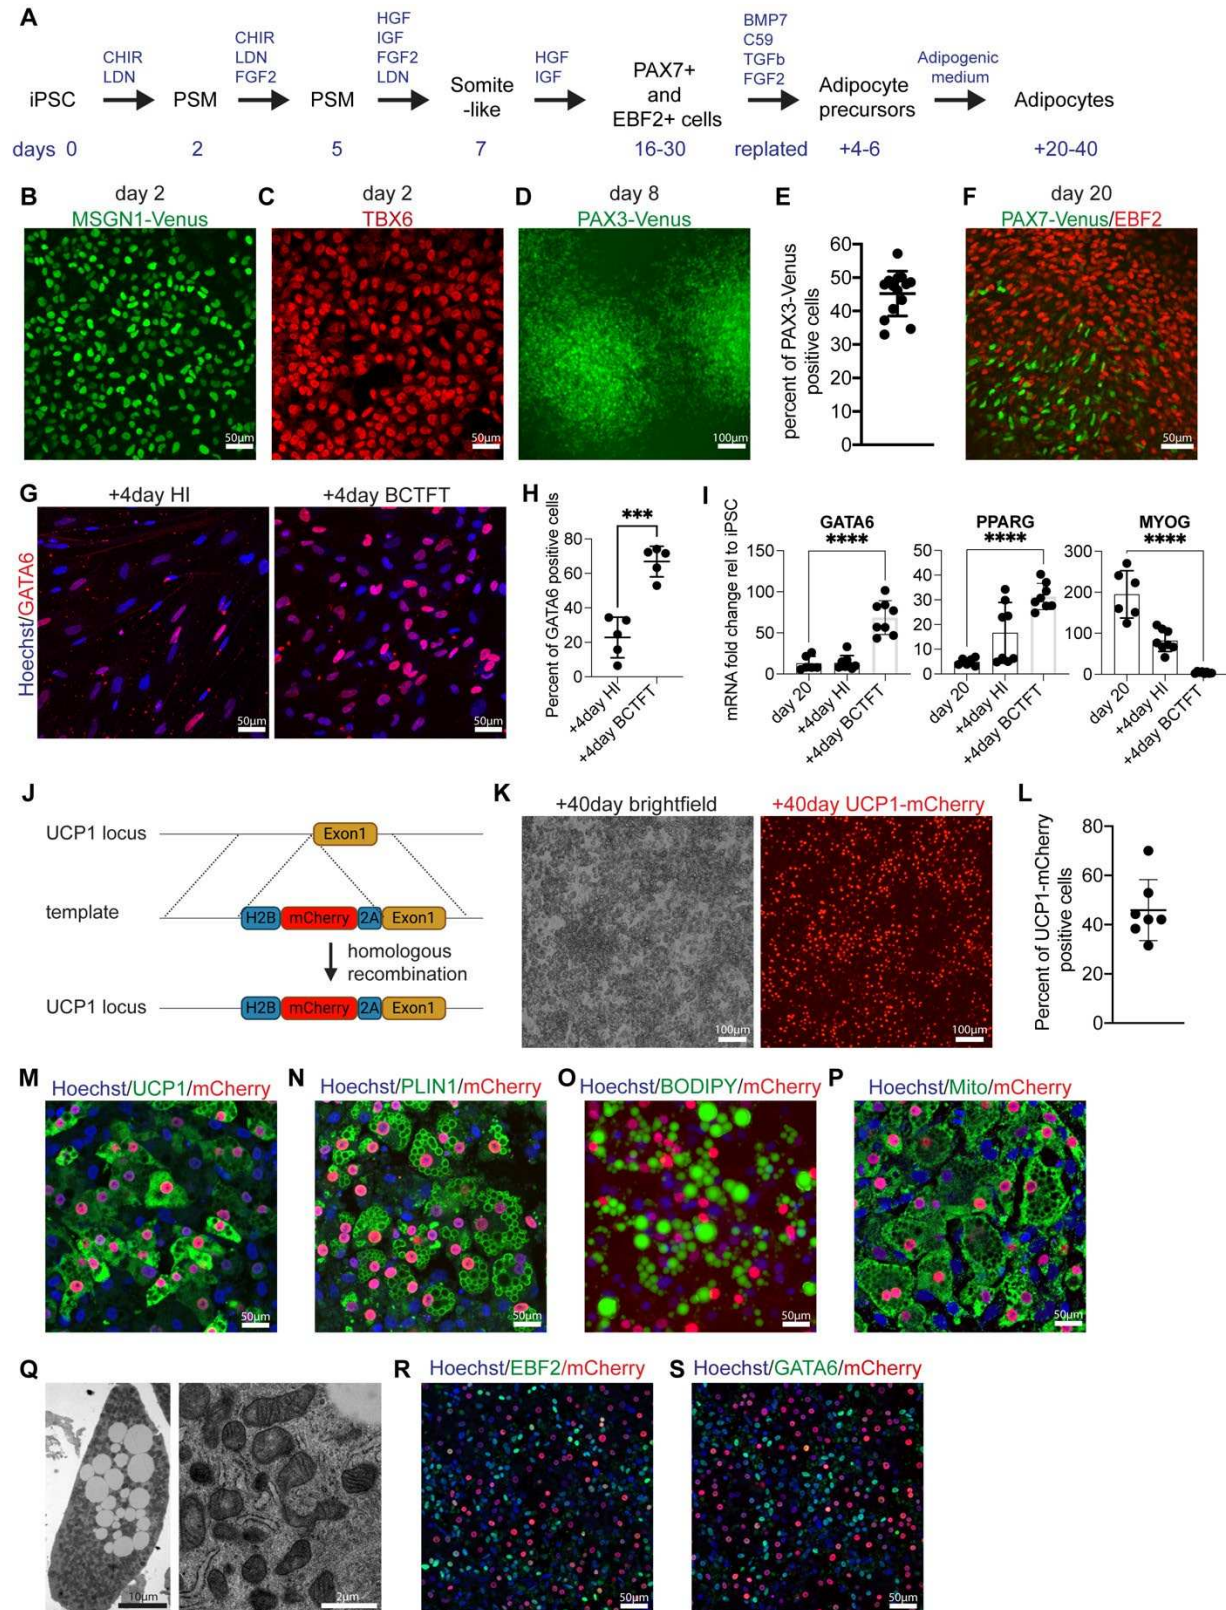 A
CHIR
LDN
CHIR
LDN
FGF2
HGF
IGF
FGF2
LDN
HGF
IGF
BMP7
C59
TGFb
FGF2
Adipogenic
medium
iPSC
PSM
PSM
Somite
-like
PAX7+
and
EBF2+ cells
Adipocyte
precursors
Adipocytes
days 0
2
5
7
16-30
replated
+4-6
+20-40
B
day 2
MSGN1-Venus
50µm
C
day 2
TBX6
50µm
D
day 8
PAX3-Venus
100µm
E
percent of PAX3-Venus
positive cells
60
50
40
30
20
10
0
F
day 20
PAX7-Venus/EBF2
50µm
G
Hoechst/GATA6
+4day HI
50µm
+4day BCTFT
50µm
H
Percent of GATA6 positive cells
80
60
40
20
0
***
+4day HI
+4day BCTFT
I
mRNA fold change rel to iPSC
GATA6
****
150
100
50
0
day 20
+4day HI
+4day BCTFT
PPARG
****
50
40
30
20
10
0
day 20
+4day HI
+4day BCTFT
MYOG
****
300
200
100
0
day 20
+4day HI
+4day BCTFT
J
UCP1 locus
Exon1
template
H2B mCherry 2A Exon1
homologous
recombination
UCP1 locus
H2B mCherry 2A Exon1
K
+40day brightfield
100µm
+40day UCP1-mCherry
100µm
L
Percent of UCP1-mCherry
positive cells
80
60
40
20
0
M
Hoechst/UCP1/mCherry
50µm
N
Hoechst/PLIN1/mCherry
50µm
O
Hoechst/BODIPY/mCherry
50µm
P
Hoechst/Mito/mCherry
50µm
Q
10µm
2µm
R
Hoechst/EBF2/mCherry
50µm
S
Hoechst/GATA6/mCherry
50µm